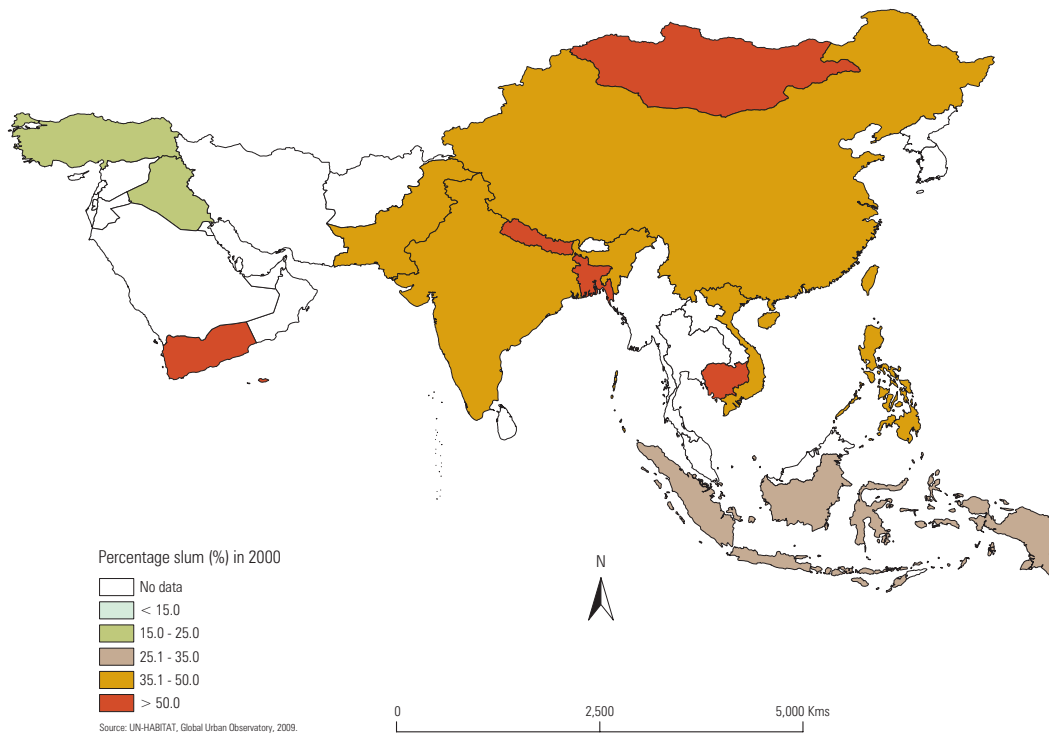 Percentage slum (%) in 2000
No data
< 15.0
15.0 - 25.0
25.1 - 35.0
35.1 - 50.0
> 50.0
Source: UN-HABITAT, Global Urban Observatory, 2009.
N
0 2,500 5,000 Kms